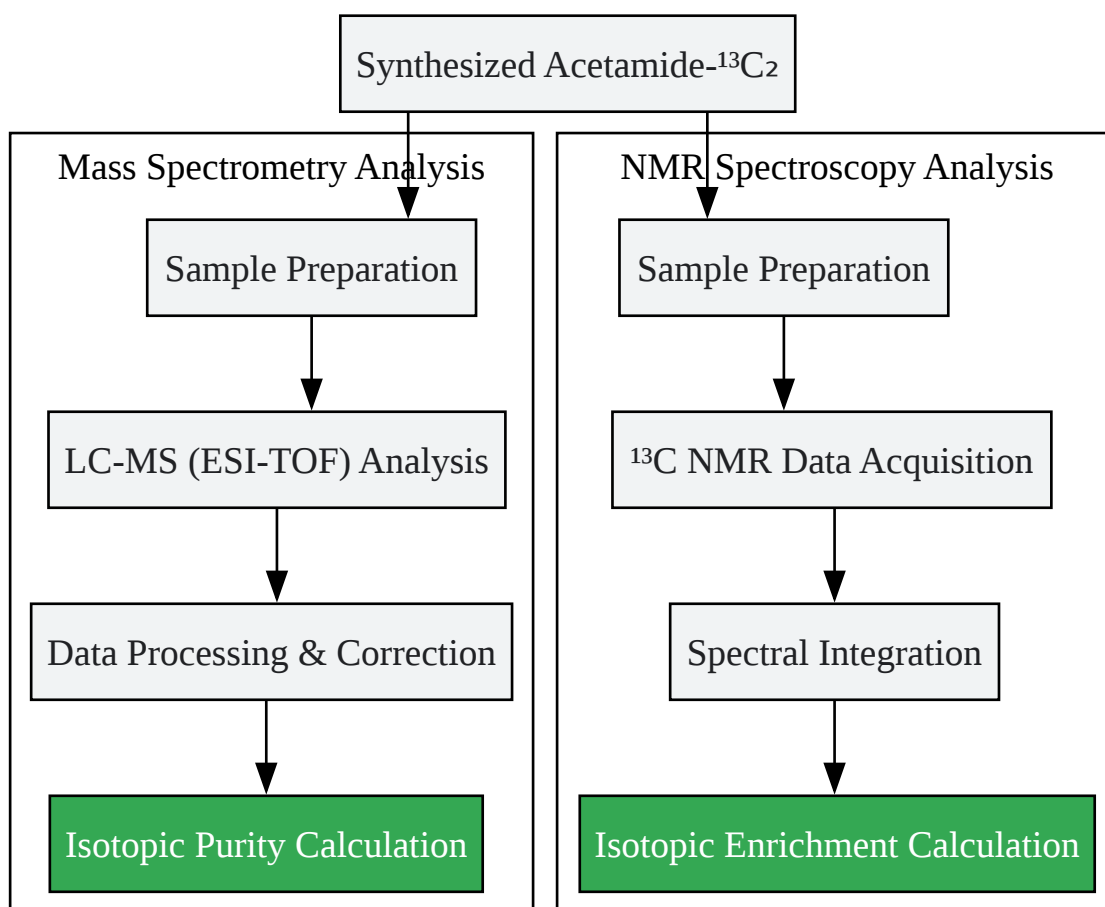 Synthesized Acetamide-¹³C₂
Mass Spectrometry Analysis
Sample Preparation
LC-MS (ESI-TOF) Analysis
Data Processing & Correction
Isotopic Purity Calculation
NMR Spectroscopy Analysis
Sample Preparation
¹³C NMR Data Acquisition
Spectral Integration
Isotopic Enrichment Calculation